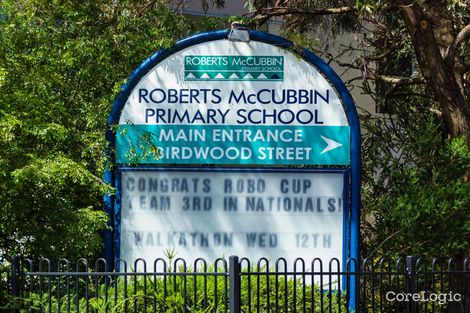 ROBERTS McCUBBIN
PRIMARY SCHOOL
ROBERTS McCUBBIN
PRIMARY SCHOOL
MAIN ENTRANCE
GIRDWOOD STREET
CONGRATS ROBO CUP
TEAM 3RD IN NATIONALS!
WALKATHON WED 12TH
CoreLogic